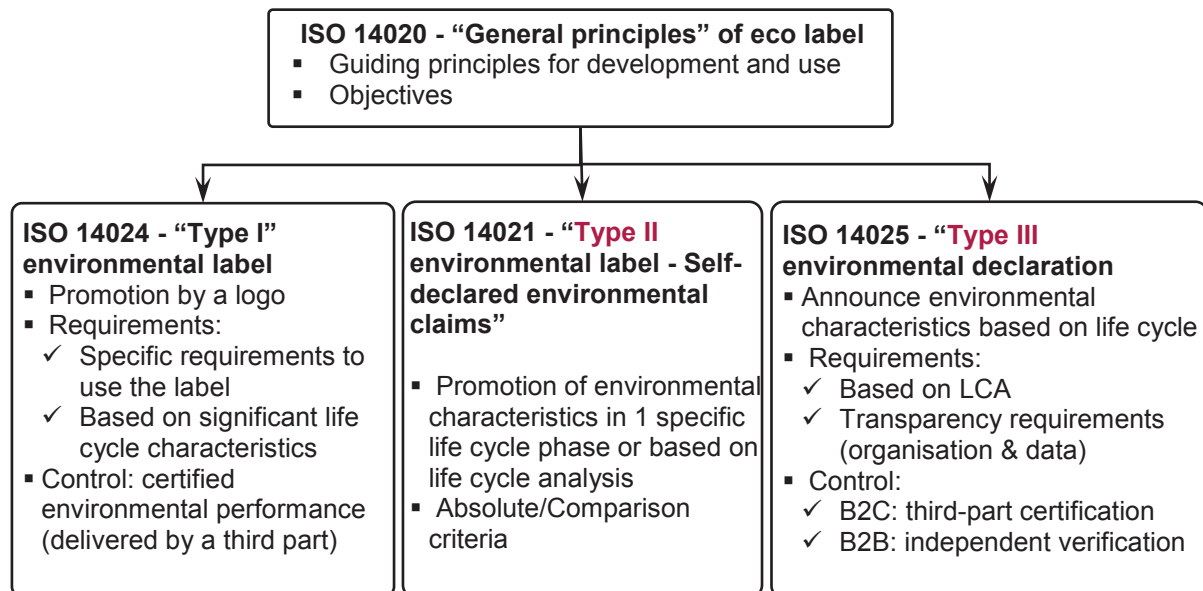 ISO 14020 - “General principles” of eco label
▪ Guiding principles for development and use
▪ Objectives
ISO 14024 - “Type I”
environmental label
▪ Promotion by a logo
▪ Requirements:
✓ Specific requirements to
use the label
✓ Based on significant life
cycle characteristics
▪ Control: certified
environmental performance
(delivered by a third part)
ISO 14021 - “Type II
environmental label - Self-
declared environmental
claims”
▪ Promotion of environmental
characteristics in 1 specific
life cycle phase or based on
life cycle analysis
▪ Absolute/Comparison
criteria
ISO 14025 - “Type III
environmental declaration
▪ Announce environmental
characteristics based on life cycle
▪ Requirements:
✓ Based on LCA
✓ Transparency requirements
(organisation & data)
▪ Control:
✓ B2C: third-part certification
✓ B2B: independent verification